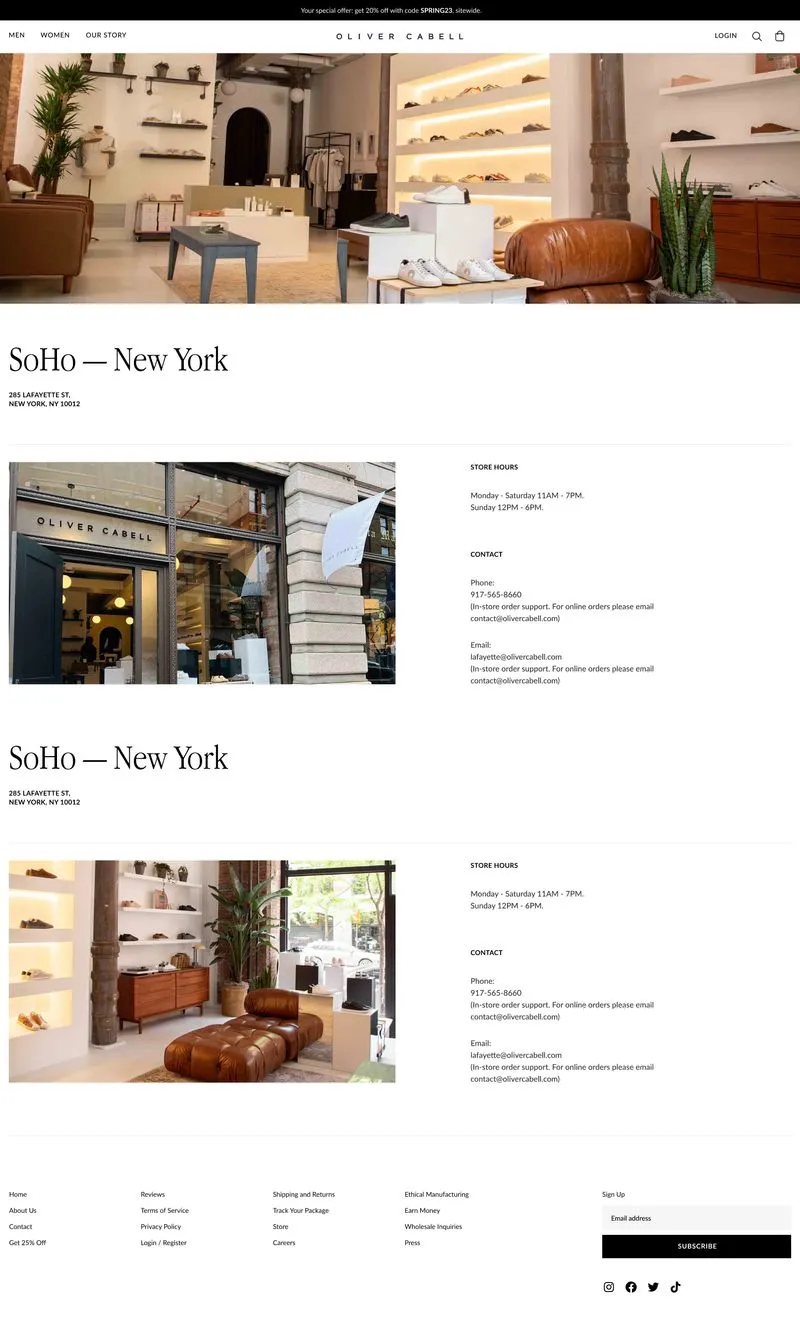 Your special offer: get 20% off with code SPRING23, sitewide.
MEN WOMEN OUR STORY OLIVER CABELL LOGIN
SoHo — New York
285 LAFAYETTE ST,
NEW YORK, NY 10012
OLIVER CABELL
STORE HOURS
Monday - Saturday 11AM - 7PM.
Sunday 12PM - 6PM.
CONTACT
Phone:
917-565-8660
(In-store order support. For online orders please email
contact@olivercabell.com)
Email:
lafayette@olivercabell.com
(In-store order support. For online orders please email
contact@olivercabell.com)
SoHo — New York
285 LAFAYETTE ST,
NEW YORK, NY 10012
STORE HOURS
Monday - Saturday 11AM - 7PM.
Sunday 12PM - 6PM.
CONTACT
Phone:
917-565-8660
(In-store order support. For online orders please email
contact@olivercabell.com)
Email:
lafayette@olivercabell.com
(In-store order support. For online orders please email
contact@olivercabell.com)
Home
About Us
Contact
Get 25% Off
Reviews
Terms of Service
Privacy Policy
Login / Register
Shipping and Returns
Track Your Package
Store
Careers
Ethical Manufacturing
Earn Money
Wholesale Inquiries
Press
Sign Up
Email address
SUBSCRIBE